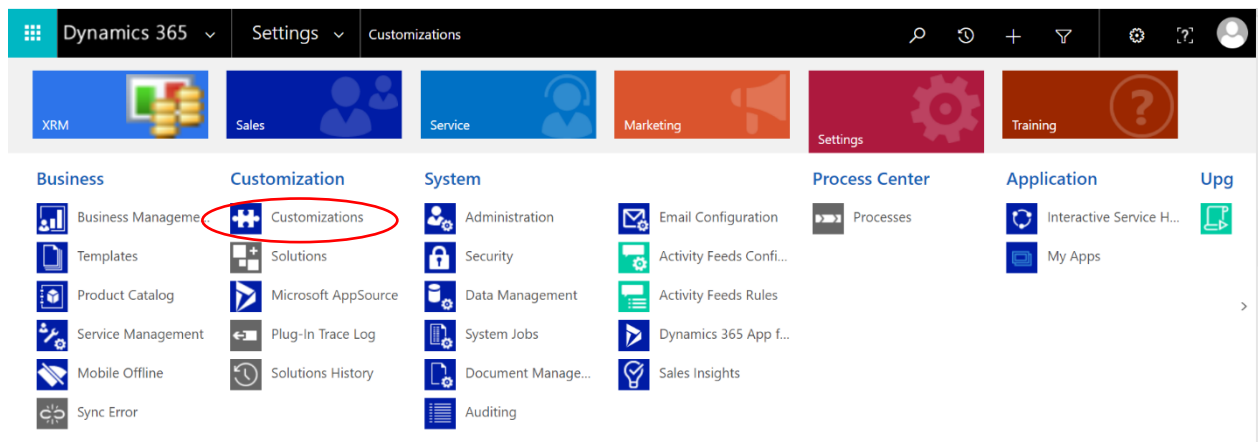 Dynamics 365 Settings Customizations
XRM Sales Service Marketing Settings Training
Business Customization System Process Center Application Upg
Business Manageme... Customizations Administration Email Configuration Processes Interactive Service H...
Templates Solutions Security Activity Feeds Confi... My Apps
Product Catalog Microsoft AppSource Data Management Activity Feeds Rules
Service Management Plug-In Trace Log System Jobs Dynamics 365 App f...
Mobile Offline Solutions History Document Manage... Sales Insights
Sync Error Auditing